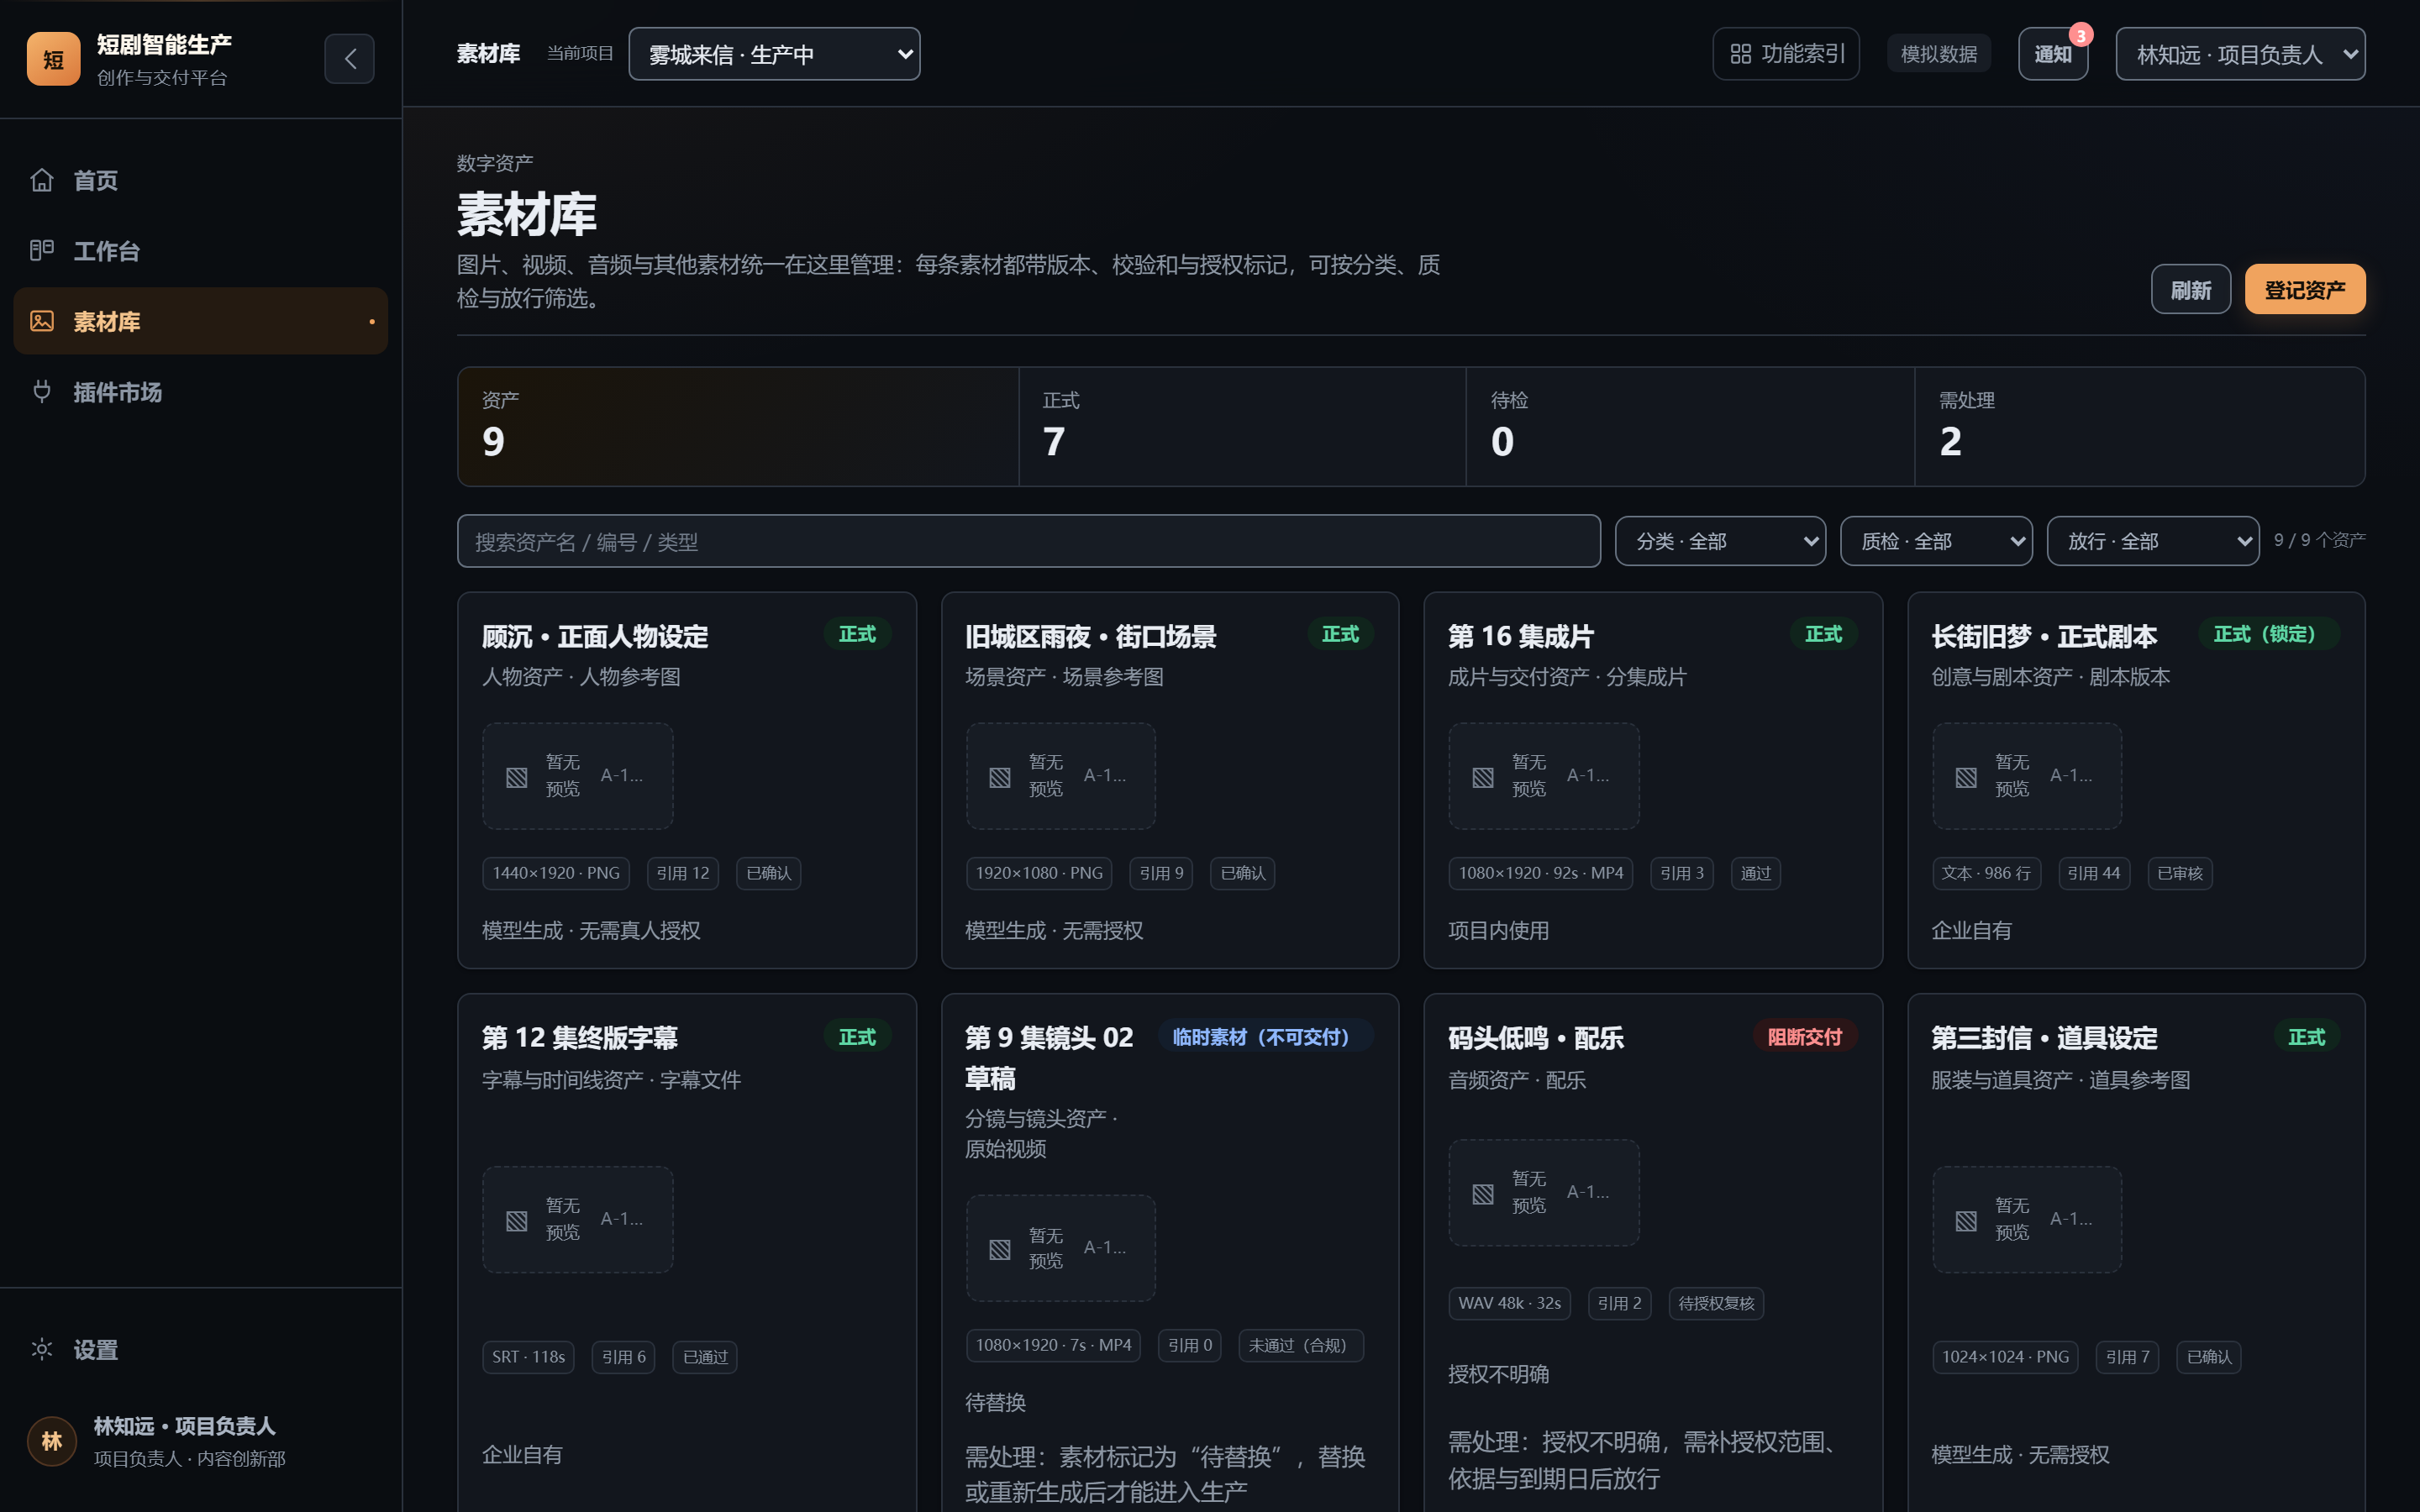 短
短剧智能生产
创作与交付平台
首页
工作台
素材库
插件市场
设置
林
林知远·项目负责人
项目负责人 · 内容创新部
素材库
当前项目
雾城来信 · 生产中
功能索引
模拟数据
通知
3
林知远 · 项目负责人
数字资产
素材库
图片、视频、音频与其他素材统一在这里管理：每条素材都带版本、校验和与授权标记，可按分类、质
检与放行筛选。
刷新
登记资产
资产
9
正式
7
待检
0
需处理
2
搜索资产名 / 编号 / 类型
分类 · 全部
质检 · 全部
放行 · 全部
9 / 9 个资产
顾沉·正面人物设定
正式
人物资产 · 人物参考图
暂无
预览
A-1...
1440×1920 · PNG
引用 12
已确认
模型生成 · 无需真人授权
旧城区雨夜·街口场景
正式
场景资产 · 场景参考图
暂无
预览
A-1...
1920×1080 · PNG
引用 9
已确认
模型生成 · 无需授权
第 16 集成片
正式
成片与交付资产 · 分集成片
暂无
预览
A-1...
1080×1920 · 92s · MP4
引用 3
通过
项目内使用
长街旧梦·正式剧本
正式（锁定）
创意与剧本资产 · 剧本版本
暂无
预览
A-1...
文本 · 986 行
引用 44
已审核
企业自有
第 12 集终版字幕
正式
字幕与时间线资产 · 字幕文件
暂无
预览
A-1...
SRT · 118s
引用 6
已通过
企业自有
第 9 集镜头 02
草稿
临时素材（不可交付）
分镜与镜头资产 ·
原始视频
暂无
预览
A-1...
1080×1920 · 7s · MP4
引用 0
未通过（合规）
待替换
需处理：素材标记为“待替换”，替换
或重新生成后才能进入生产
码头低鸣·配乐
阻断交付
音频资产 · 配乐
暂无
预览
A-1...
WAV 48k · 32s
引用 2
待授权复核
授权不明确
需处理：授权不明确，需补授权范围、
依据与到期日后放行
第三封信·道具设定
正式
服装与道具资产 · 道具参考图
暂无
预览
A-1...
1024×1024 · PNG
引用 7
已确认
模型生成 · 无需授权